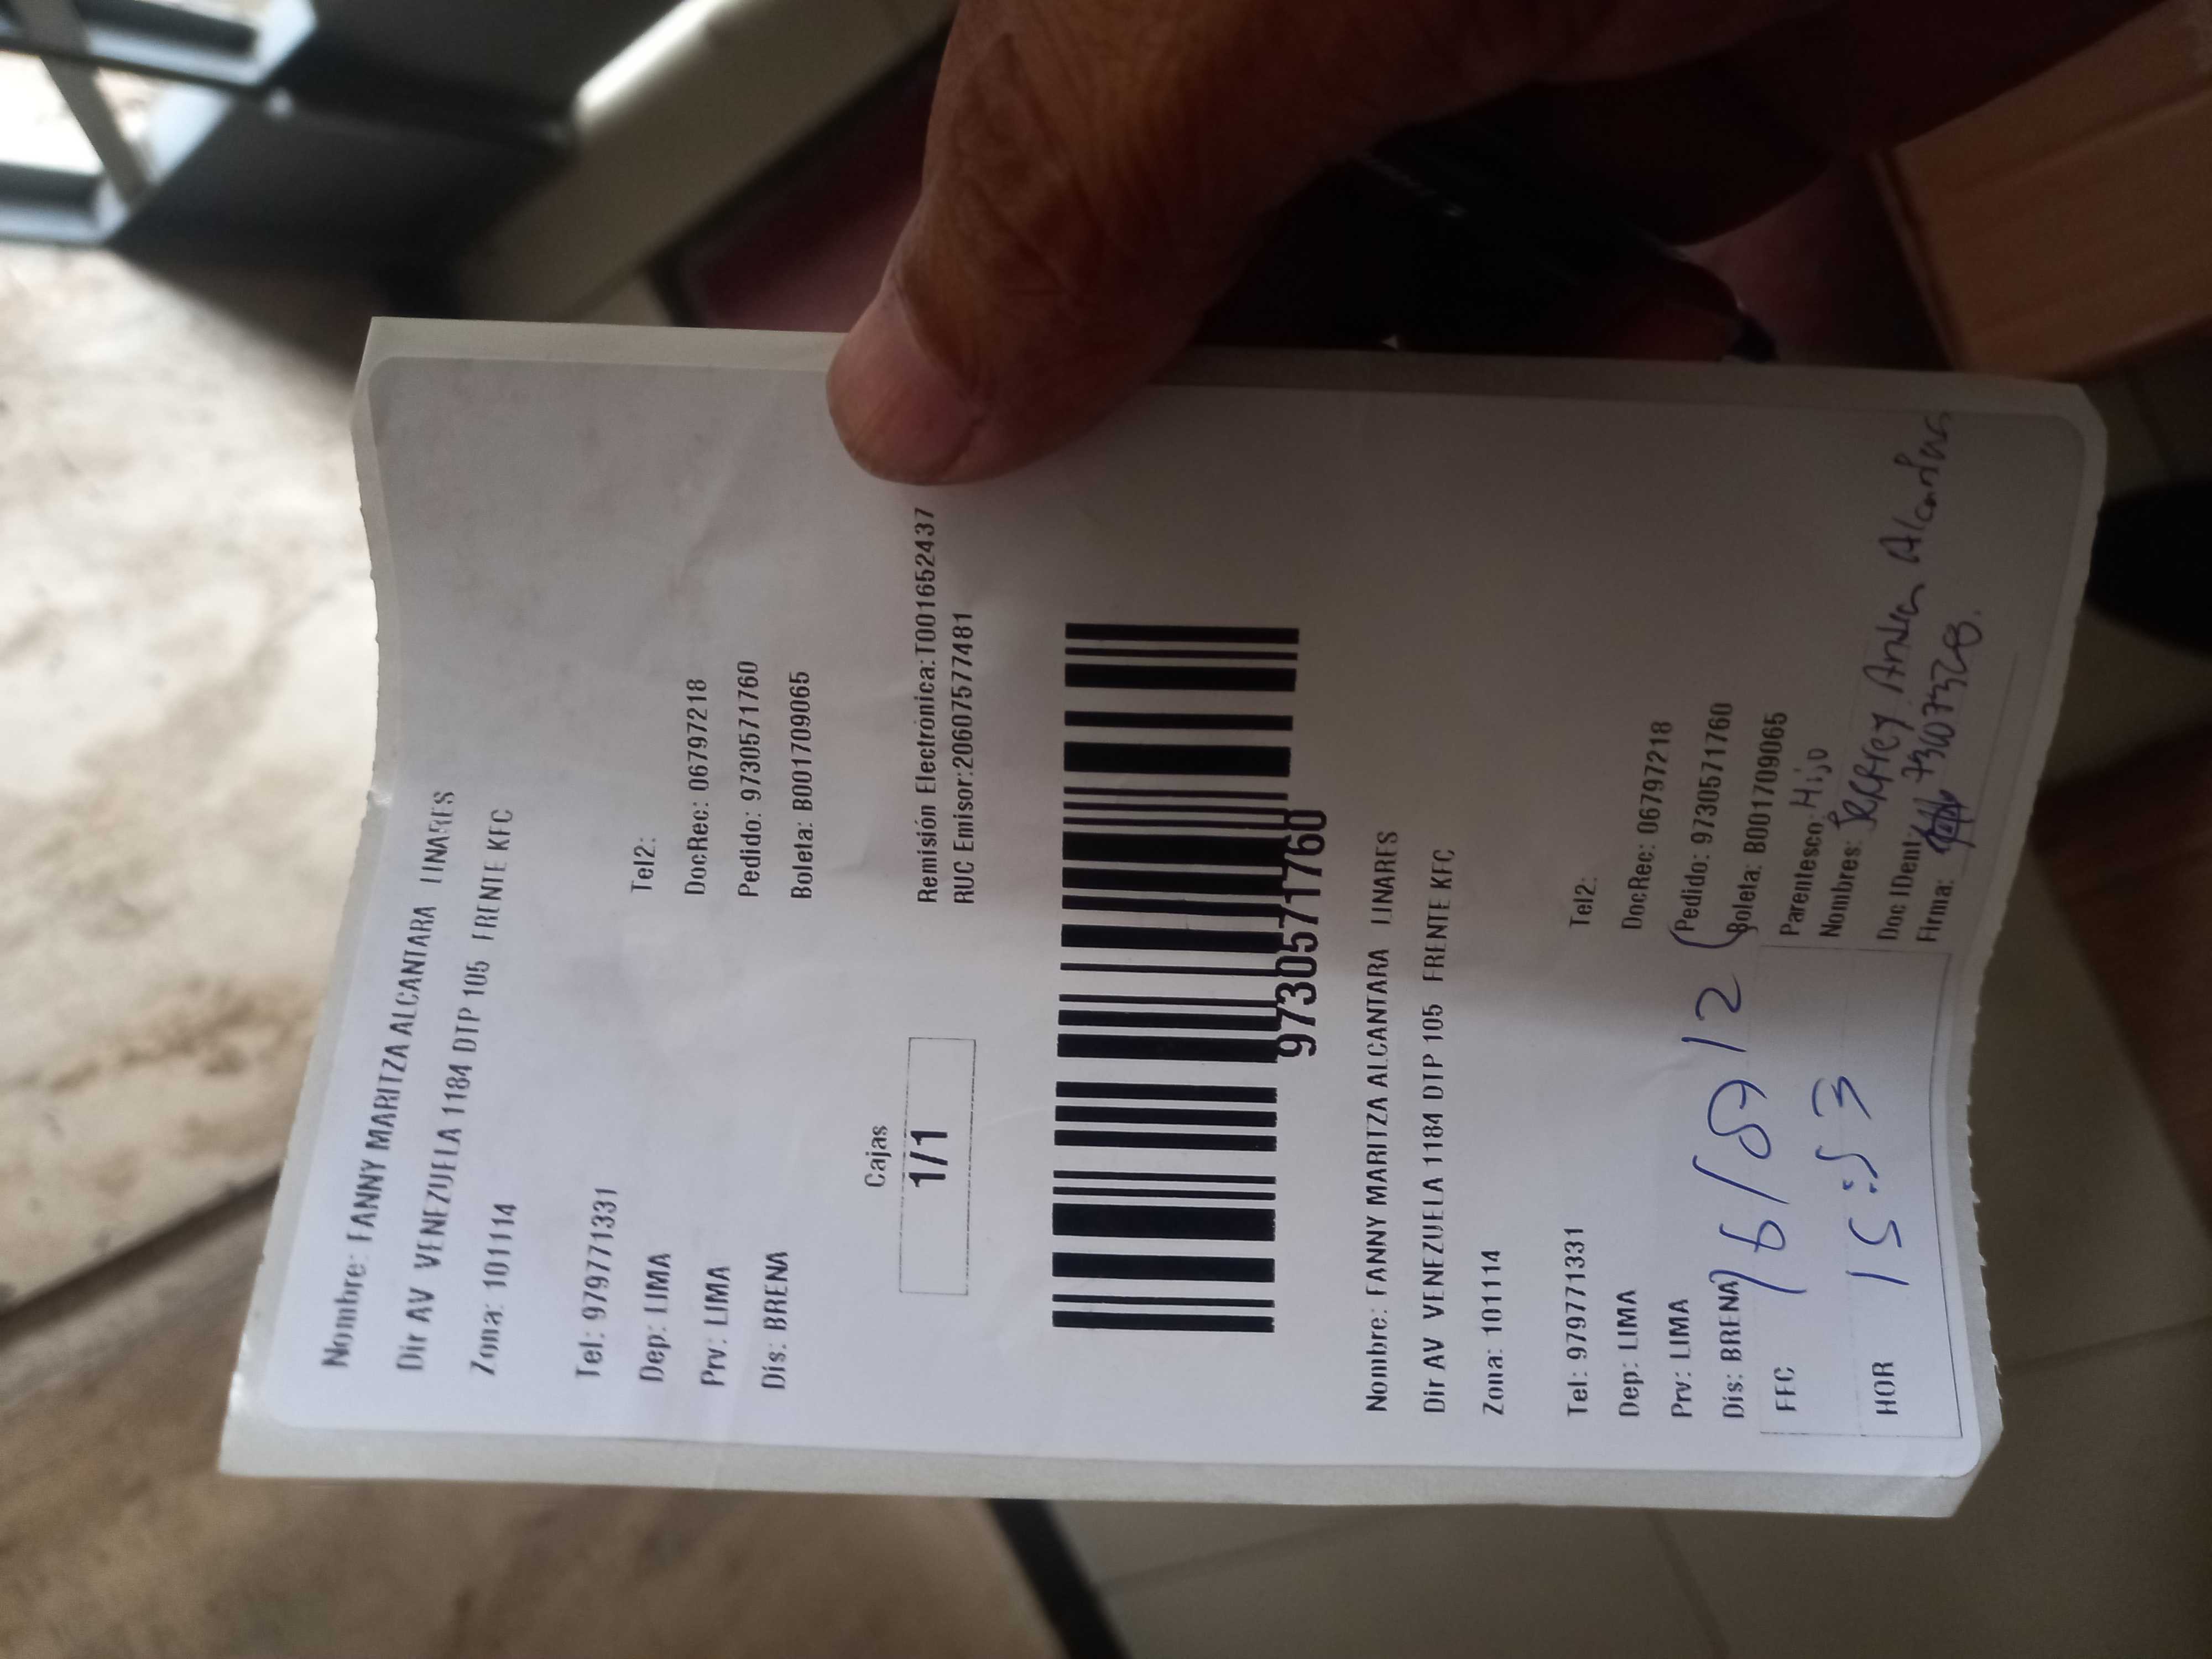 Nombre: FANNY MARITZA ALCANTARA LINARES
Dir AV VENEZUELA 1184 DTP 105 FRENTE KFC
Zona: 101114
Tel: 979771331
Tel2:
Dep: LIMA
DocRec: 06797218
Prv: LIMA
Pedido: 9730571760
Dis: BRENA
Boleta: B001709065
Cajas
1/1
Remisión Electrónica:T001652437
RUC Emisor:20607577481
9730571760
Nombre: FANNY MARITZA ALCANTARA LINARES
Dir AV VENEZUELA 1184 DTP 105 FRENTE KFC
Zona: 101114
Tel: 979771331
Tel2:
Dep: LIMA
DocRec: 06797218
Prv: LIMA
Pedido: 9730571760
Dis: BRENA
Boleta: B001709065
FEC
Parentesco: Hijo
Nombres: Jeffrey
HOR 15:53
Doc IDent:
Firma: